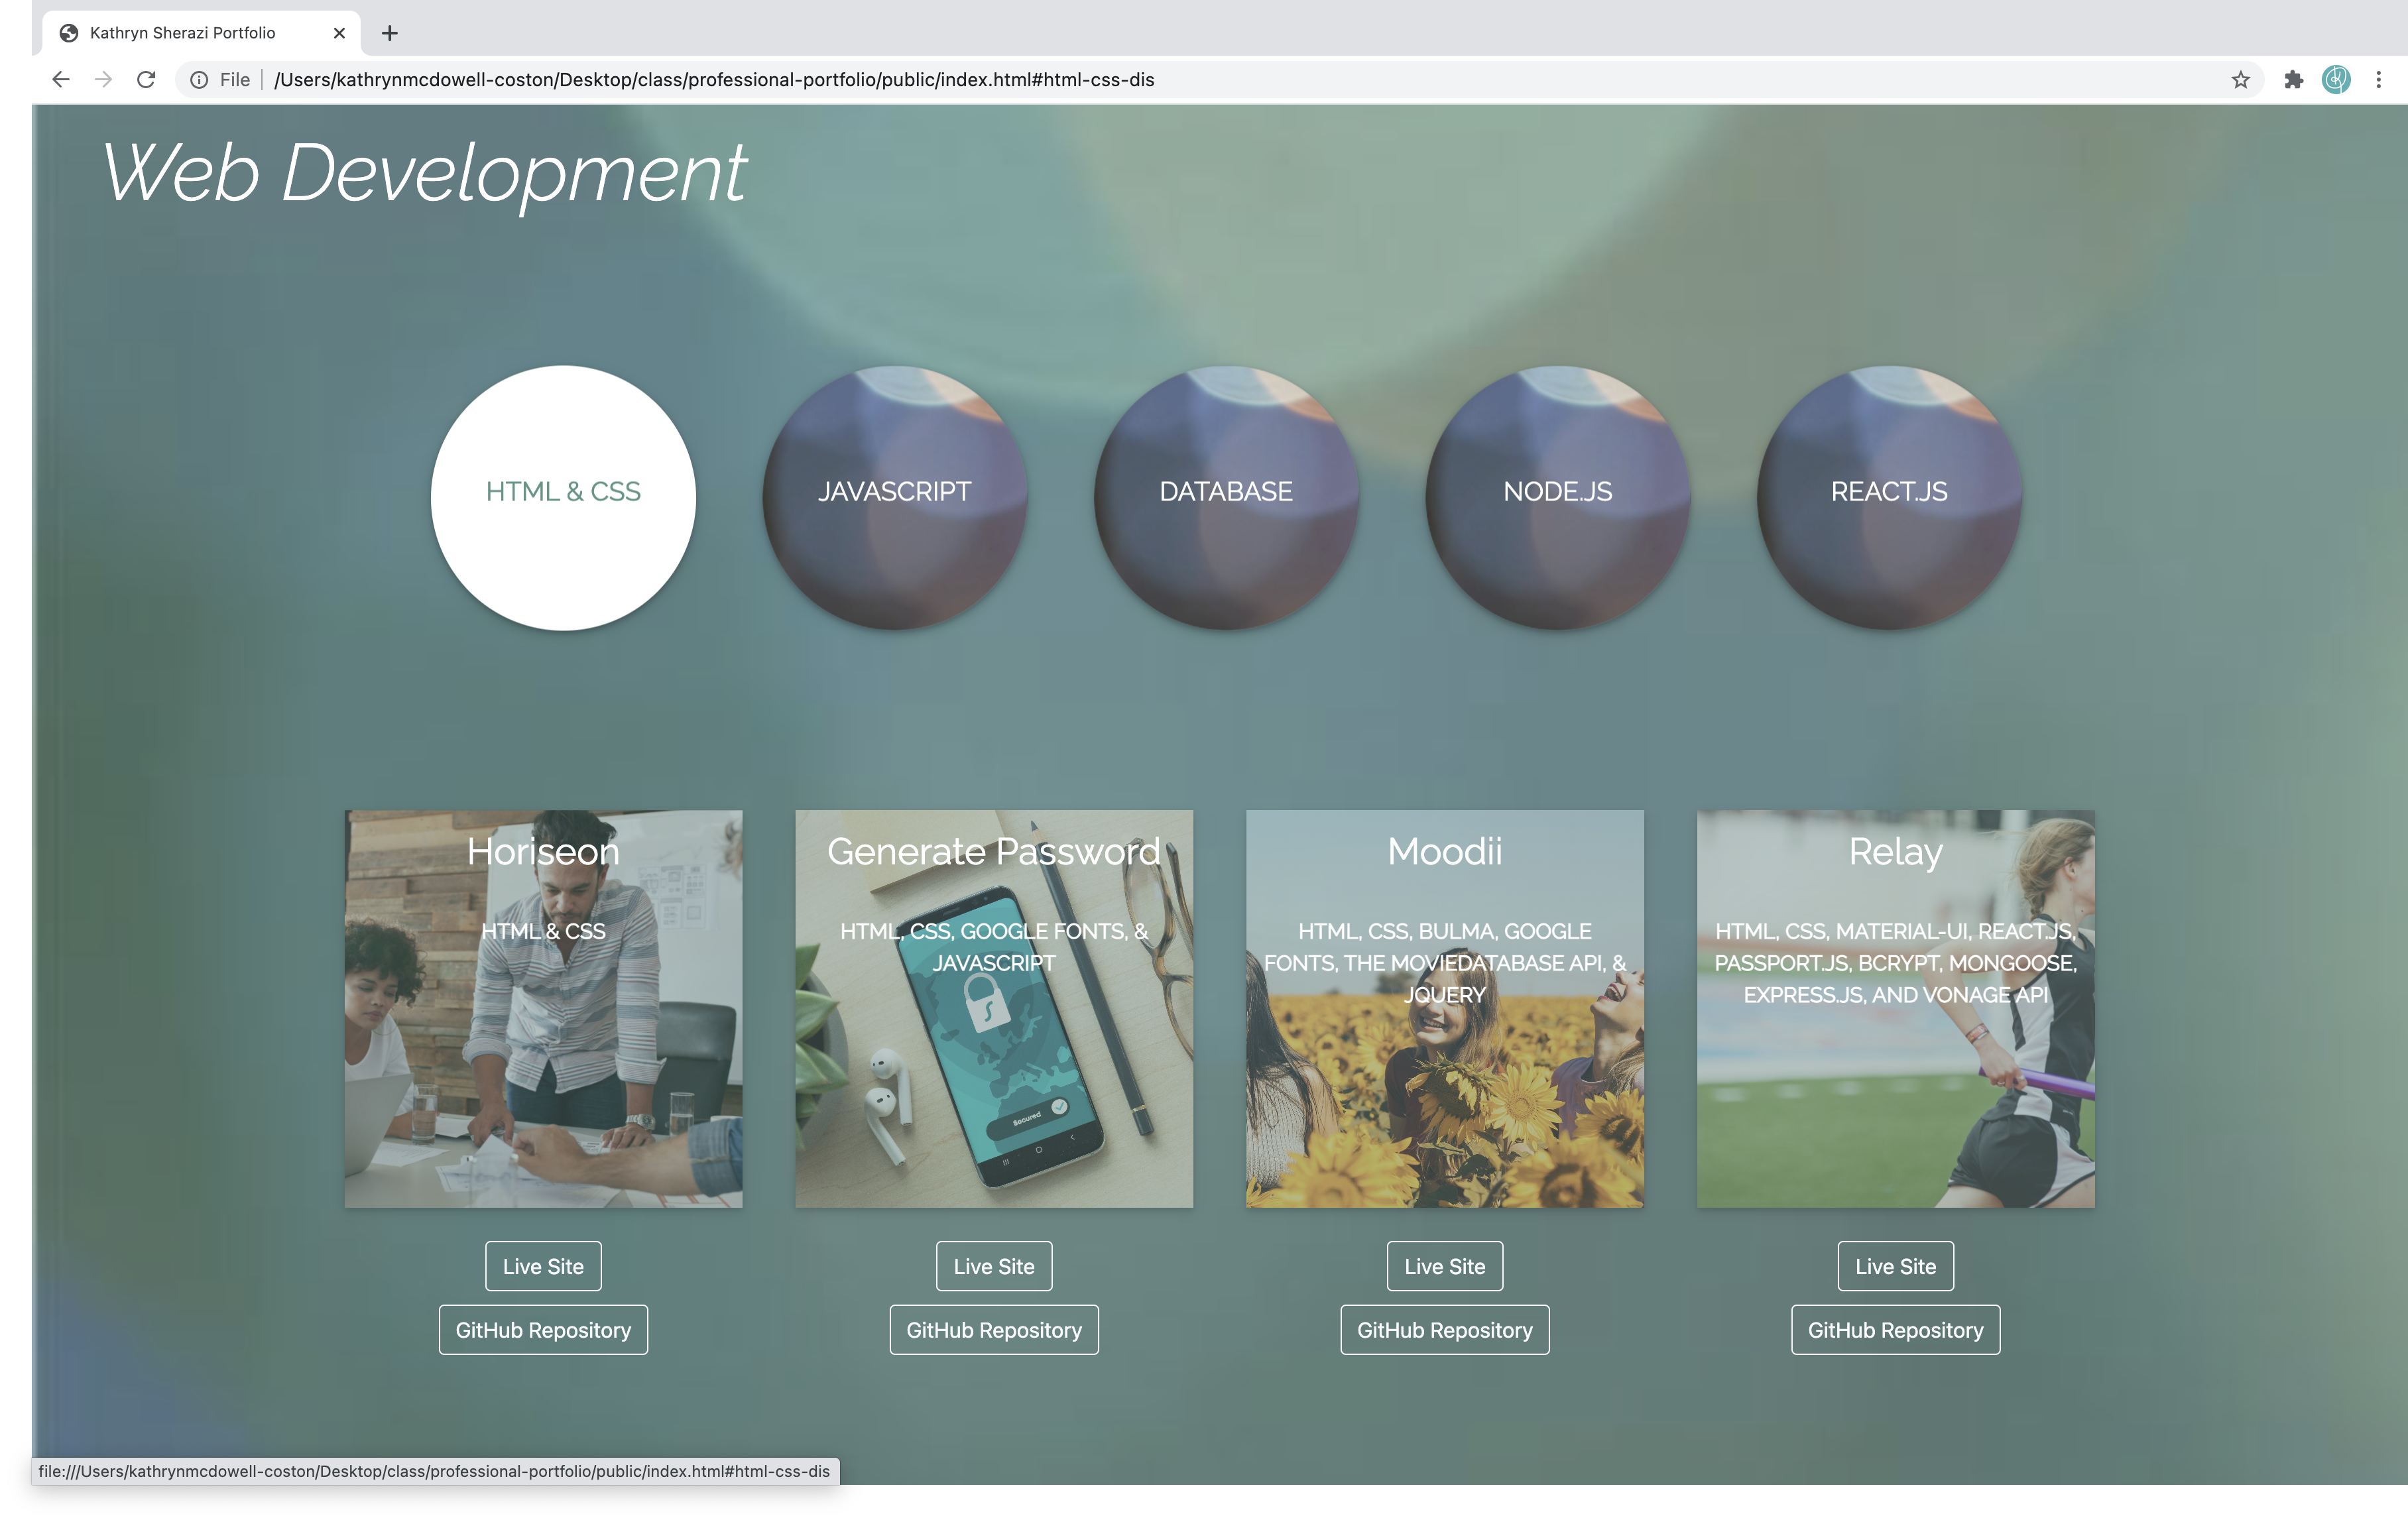 Kathryn Sherazi Portfolio
File /Users/kathrynmcdowell-coston/Desktop/class/professional-portfolio/public/index.html#html-css-dis
Web Development
HTML & CSS
JAVASCRIPT
DATABASE
NODE.JS
REACT.JS
Horiseon
HTML & CSS
Live Site
GitHub Repository
Generate Password
HTML, CSS, GOOGLE FONTS, &
JAVASCRIPT
Secured
Live Site
GitHub Repository
Moodii
HTML, CSS, BULMA, GOOGLE
FONTS, THE MOVIEDATABASE API, &
JQUERY
Live Site
GitHub Repository
Relay
HTML, CSS, MATERIAL-UI, REACT.JS,
PASSPORT.JS, BCRYPT, MONGOOSE,
EXPRESS.JS, AND VONAGE API
Live Site
GitHub Repository
file:///Users/kathrynmcdowell-coston/Desktop/class/professional-portfolio/public/index.html#html-css-dis